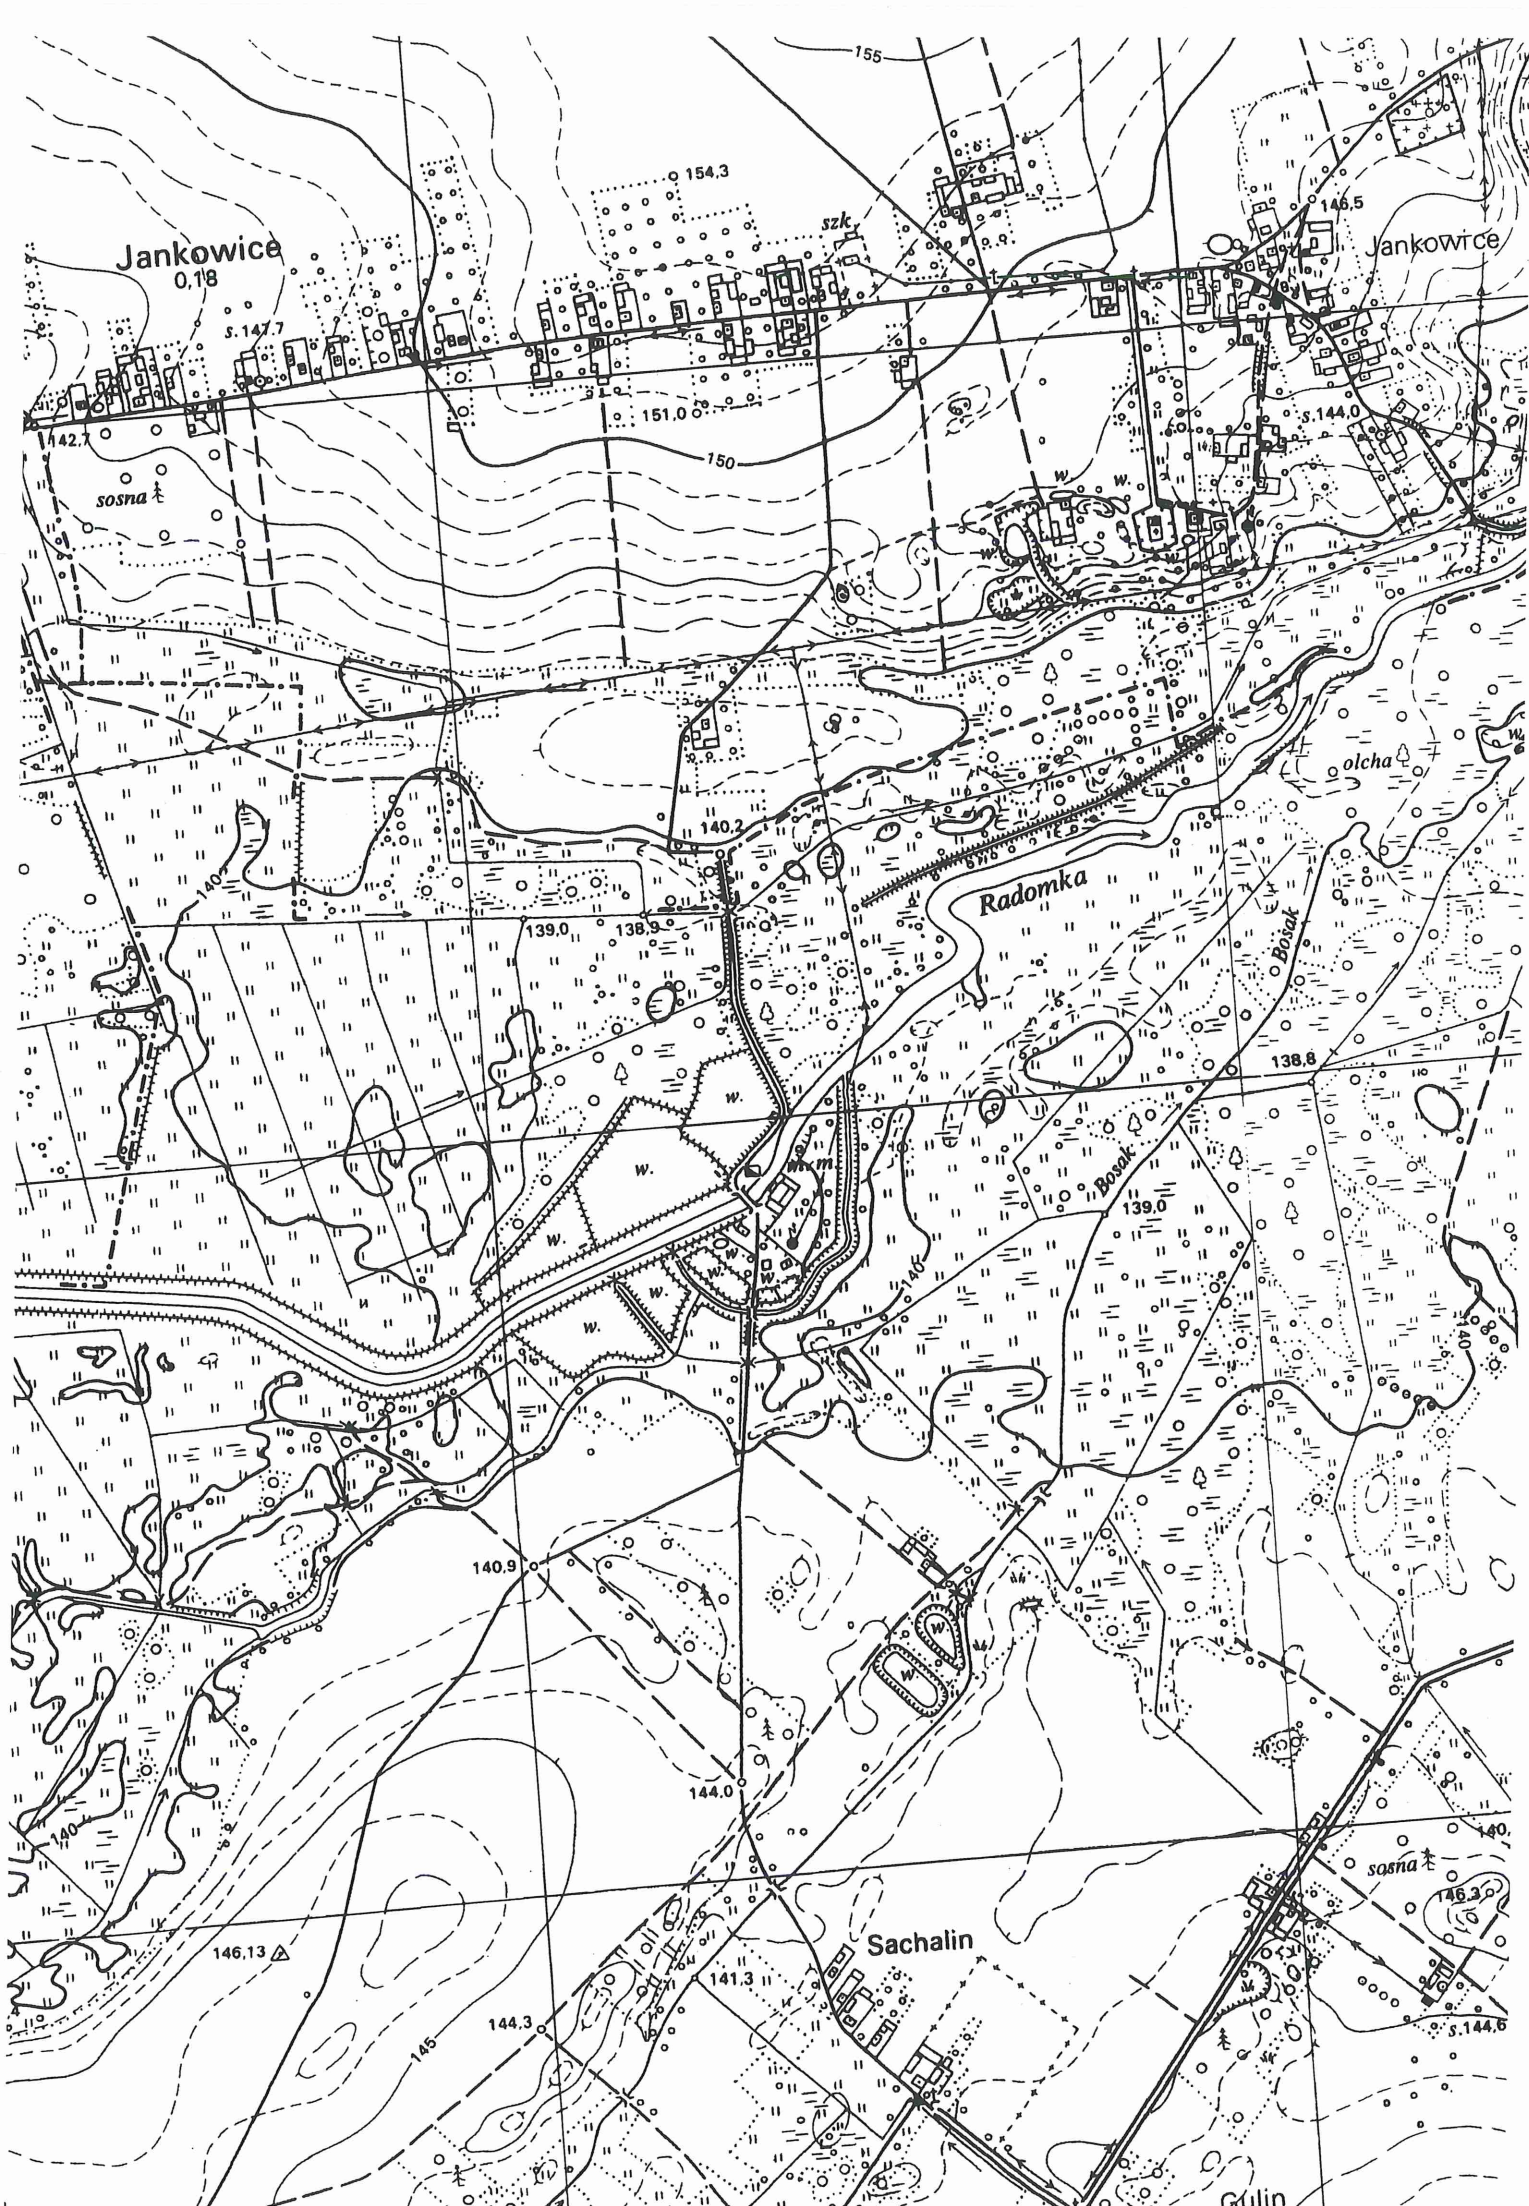 155
154,3
szk.
146,5
Jankowice
0,18
Jankowice
s.147.7
s.144,0
151,0
142,7
150
sosna
w.
w.
w
w
w
olcha
140,2
140
Radomka
139,0
138,9
Bosak
138,8
w.
w.
m.
Bosak
139,0
w.
w
w.
w
w.
w.
140
140
140,9
w
w
144.0
140
140,
sosna
146,3
146,13
Sachalin
141,3
144,3
145
s.144,6
Gulin